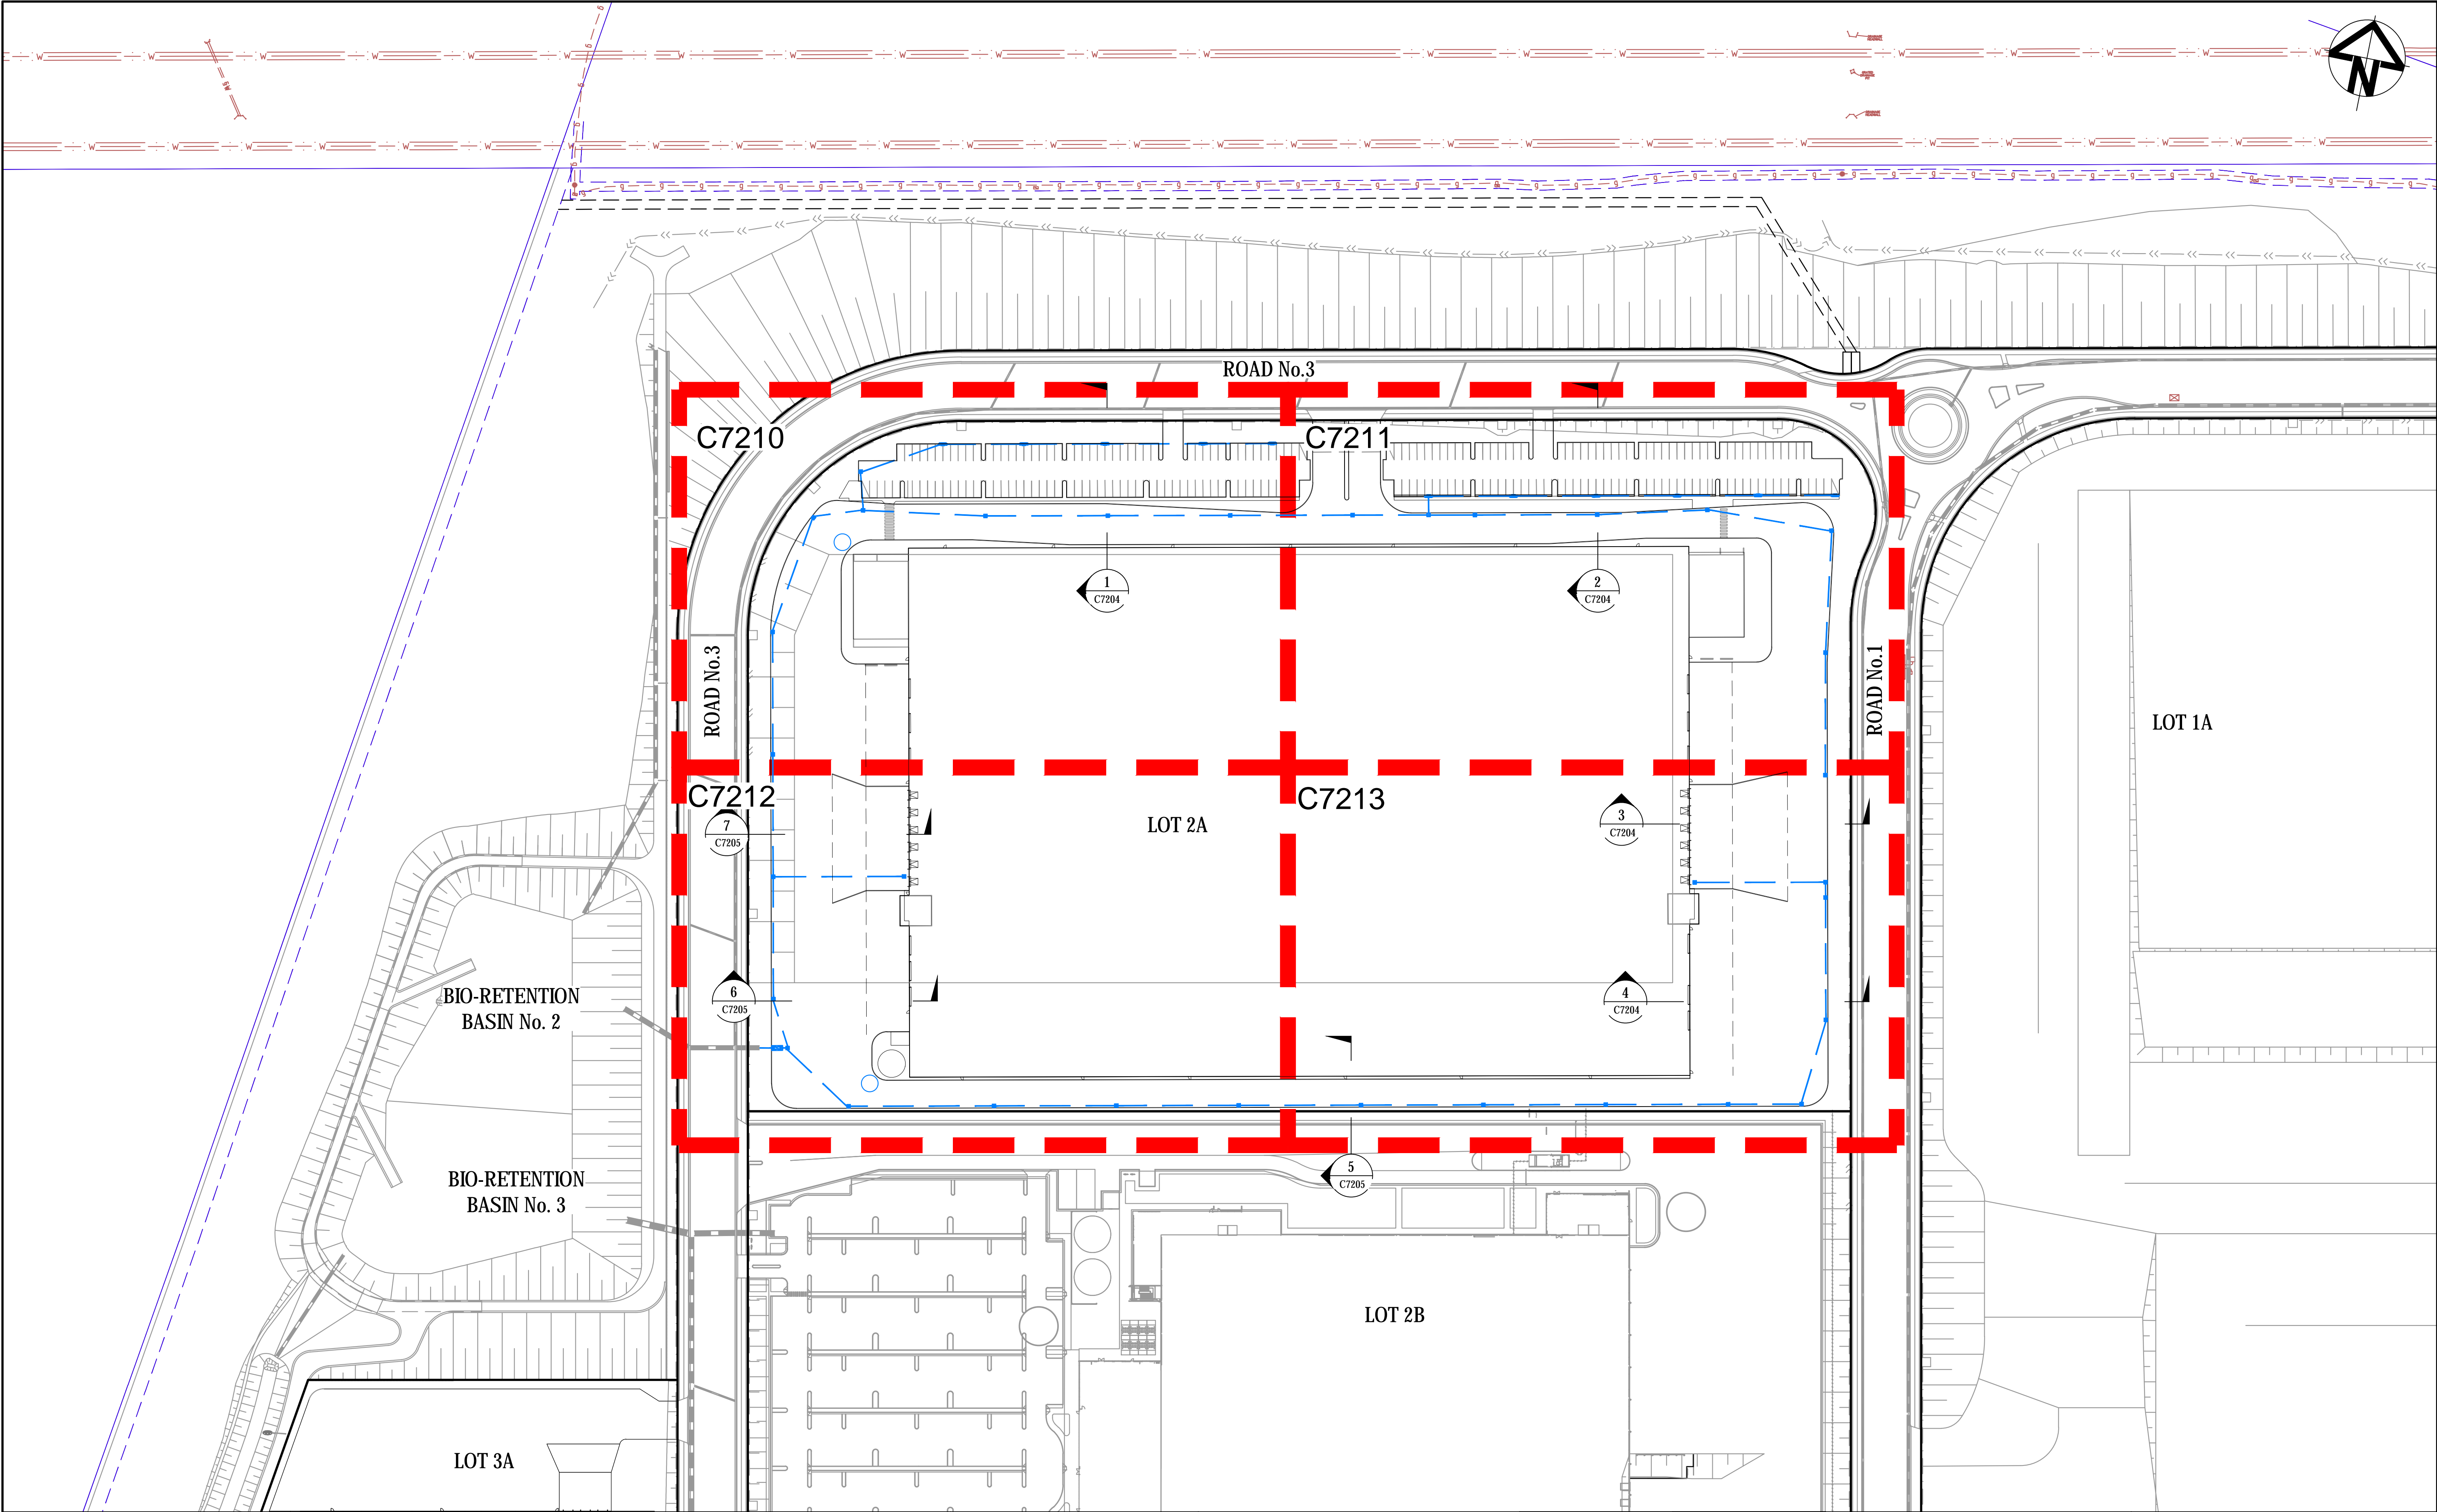 N
ROAD No.3
C7210
C7211
1
C7204
2
C7204
ROAD No.3
ROAD No.1
LOT 1A
C7212
C7213
7
C7205
LOT 2A
3
C7204
6
C7205
4
C7204
BIO-RETENTION
BASIN No. 2
5
C7205
BIO-RETENTION
BASIN No. 3
LOT 2B
LOT 3A